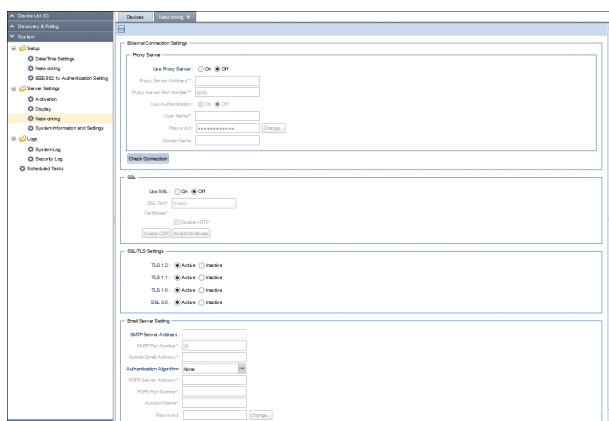 Device List (0)
Discovery & Polling
System
Setup
Date/Time Settings
Networking
IEEE 802.1x Authentication Setting
Server Settings
Activation
Display
Networking
System Information and Settings
Logs
System Log
Security Log
Scheduled Tasks
Devices
Networking
External Connection Settings
Proxy Server
Use Proxy Server: On Off
Proxy Server Address**:
Proxy Server Port Number**:
Use Authentication: On Off
User Name**:
Password: ••••••••••••• Change...
Domain Name:
Check Connection
SSL
Use SSL: On Off
SSL Port*:
Certificate*
Disable HTTP
Create CSR Install Certificate
SSL/TLS Settings
TLS 1.2: Active Inactive
TLS 1.1: Active Inactive
TLS 1.0: Active Inactive
SSL 3.0: Active Inactive
Email Server Setting
SMTP Server Address:
SMTP Port Number*:
Sender Email Address*:
Authentication Algorithm: None
POP3 Server Address*:
POP3 Port Number*:
Account Name*:
Password: Change...